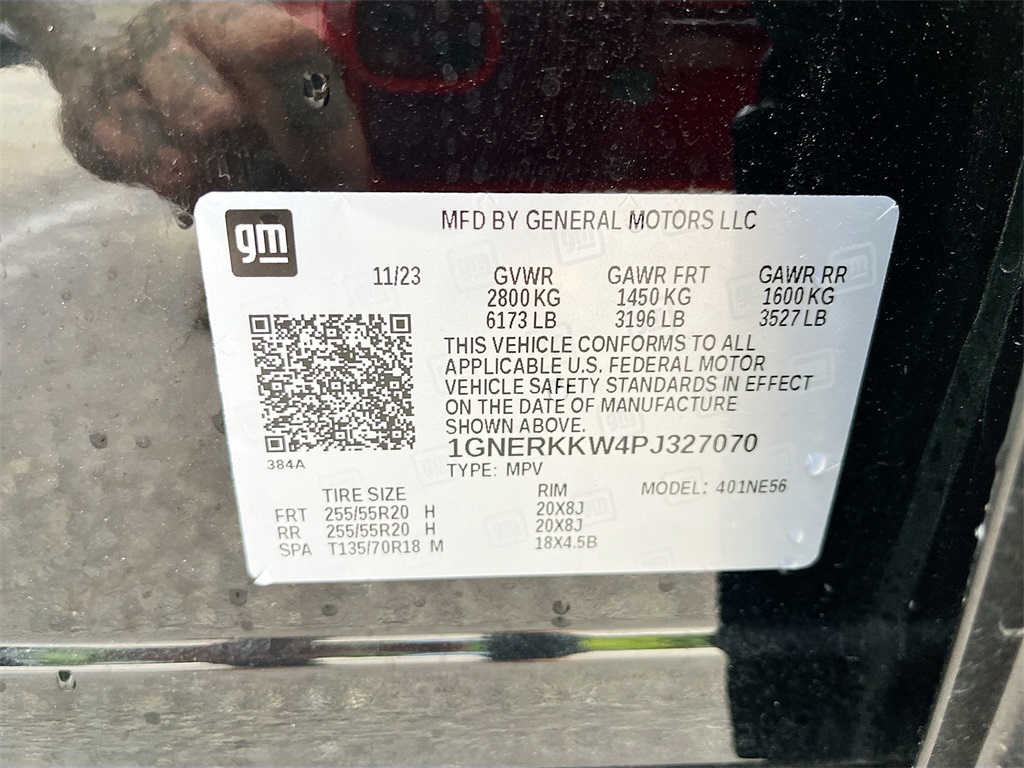 gm
MFD BY GENERAL MOTORS LLC
11/23 GVWR GAWR FRT GAWR RR
2800 KG 1450 KG 1600 KG
6173 LB 3196 LB 3527 LB
THIS VEHICLE CONFORMS TO ALL
APPLICABLE U.S. FEDERAL MOTOR
VEHICLE SAFETY STANDARDS IN EFFECT
ON THE DATE OF MANUFACTURE
SHOWN ABOVE.
1GNERKKW4PJ327070
384A
TYPE: MPV
TIRE SIZE RIM MODEL: 401NE56
FRT 255/55R20 H 20X8J
RR 255/55R20 H 20X8J
SPA T135/70R18 M 18X4.5B